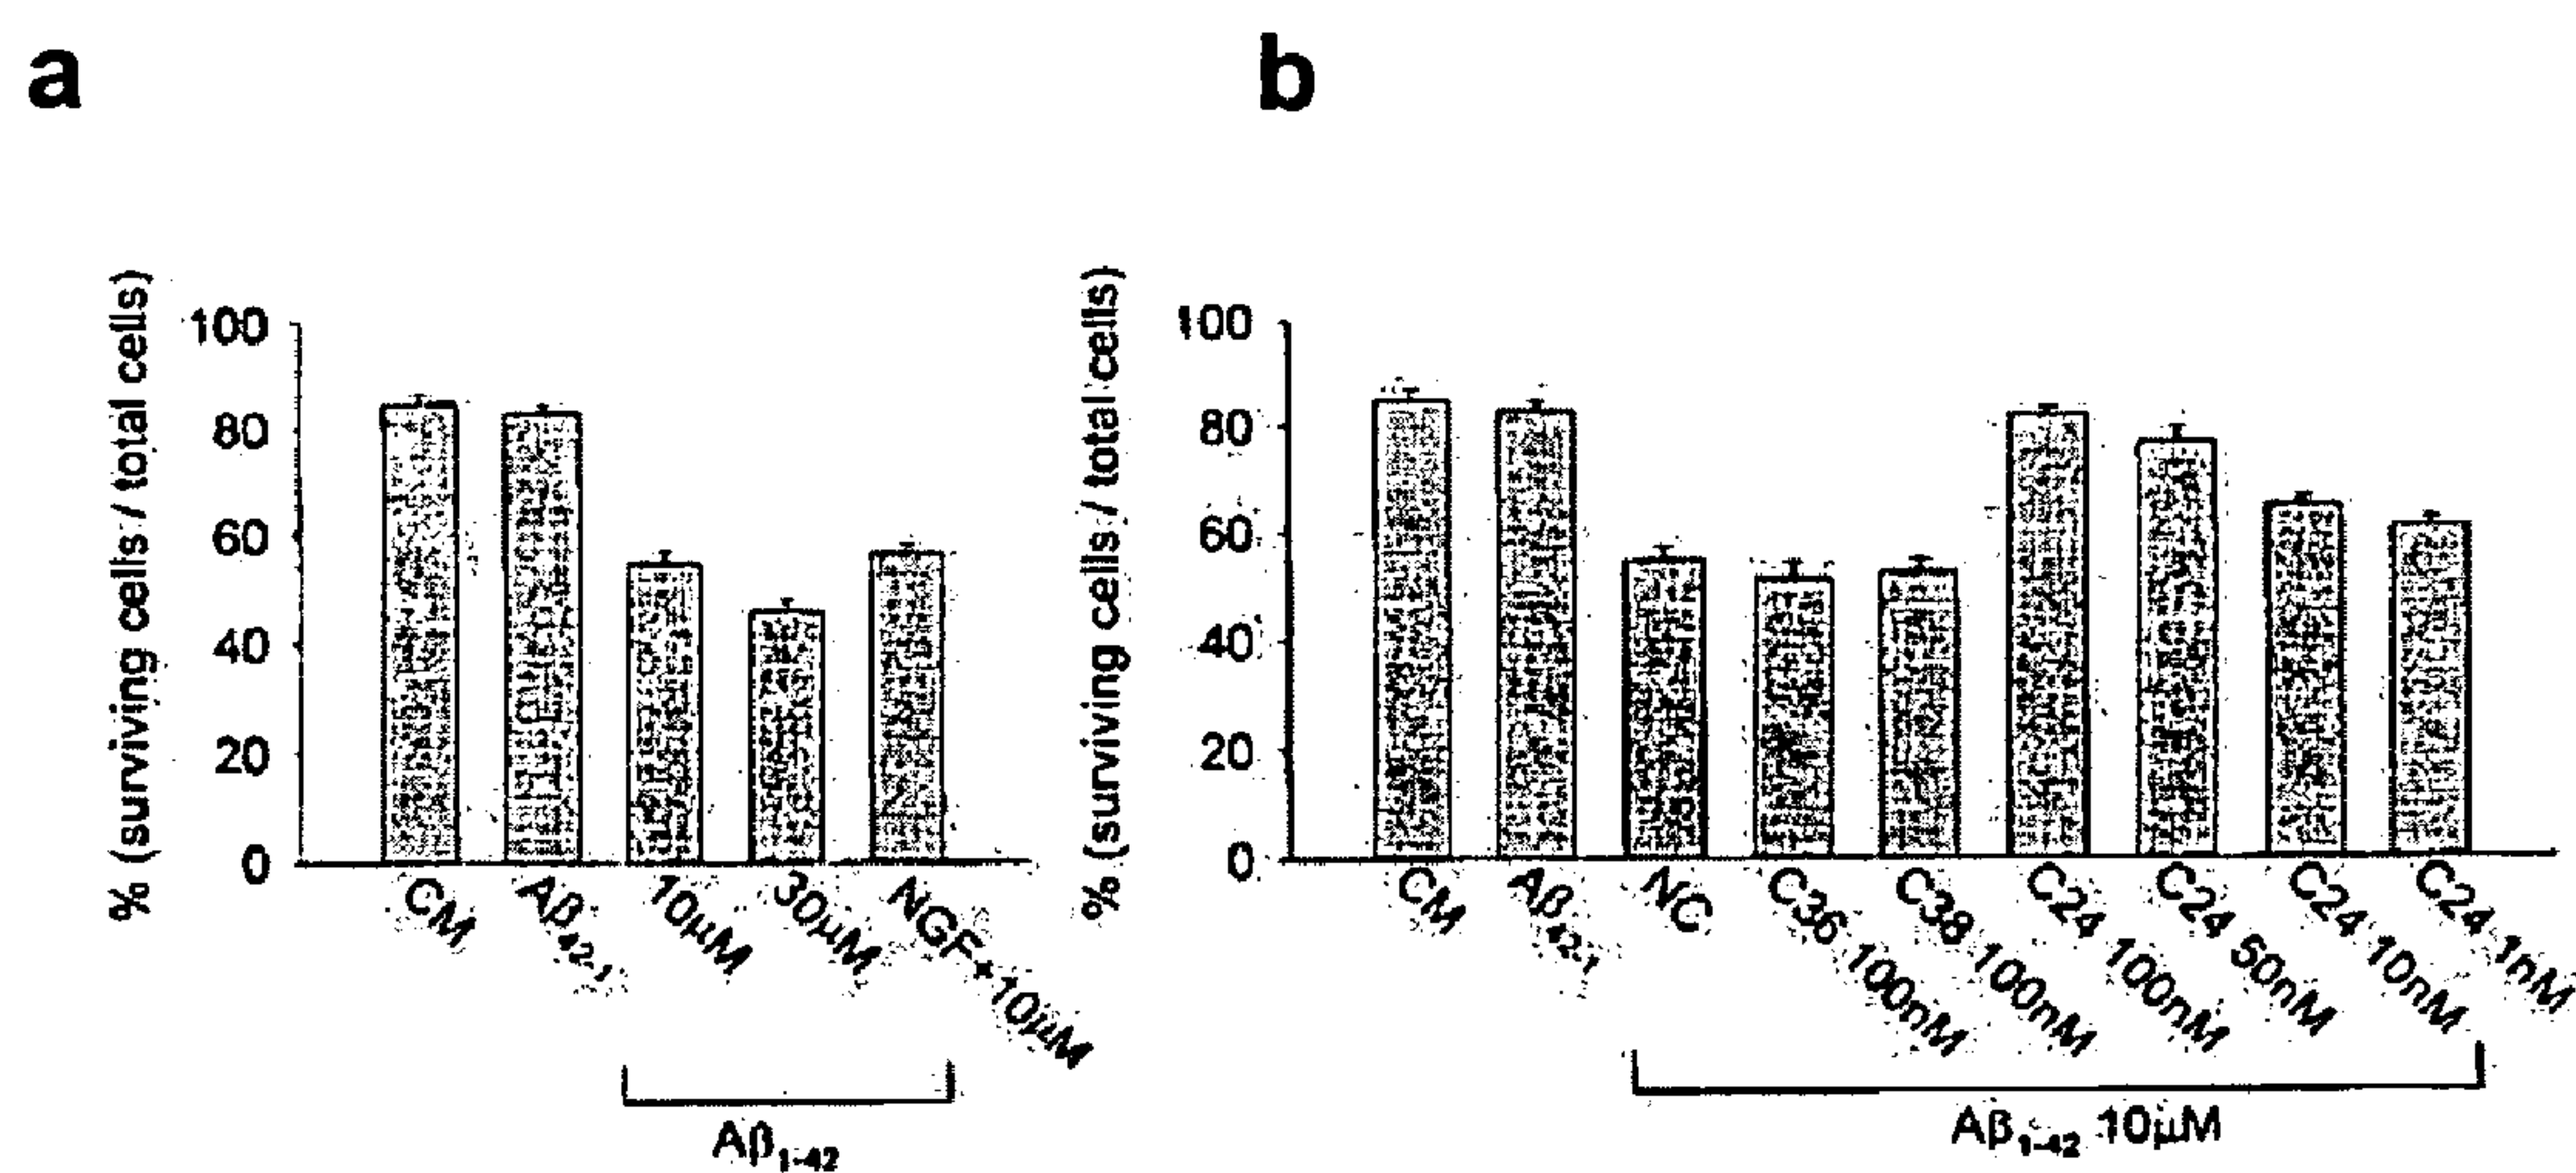 a
% (surviving cells / total cells)
100
80
60
40
20
0
CM
Aβ42-1
10μM
30μM
NGF+10μM
Aβ1-42
b
% (surviving cells / total cells)
100
80
60
40
20
0
CM
Aβ42-1
NC
C36 100nM
C38 100nM
C24 100nM
C24 50nM
C24 10nM
C24 1nM
Aβ1-42 10μM